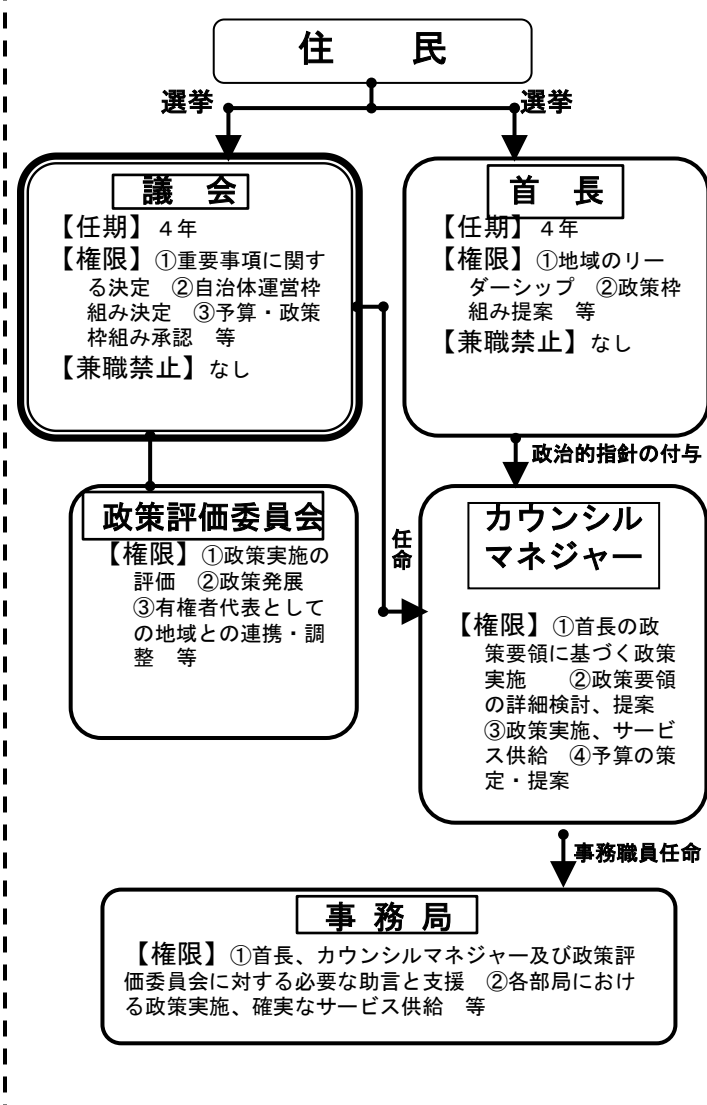 住　民
選挙
選挙
議　会
【任期】４年
【権限】①重要事項に関す
る決定　②自治体運営枠
組み決定　③予算・政策
枠組み承認　等
【兼職禁止】なし
首　長
【任期】４年
【権限】①地域のリー
ダーシップ　②政策枠
組み提案　等
【兼職禁止】なし
政治的指針の付与
政策評価委員会
【権限】①政策実施の
評価　②政策発展
③有権者代表として
の地域との連携・調
整　等
任命
カウンシル
マネジャー
【権限】①首長の政
策要領に基づく政策
実施　　②政策要領
の詳細検討、提案
③政策実施、サービ
ス供給　④予算の策
定・提案
事務職員任命
事 務 局
【権限】①首長、カウンシルマネジャー及び政策評
価委員会に対する必要な助言と支援　②各部局におけ
る政策実施、確実なサービス供給　等